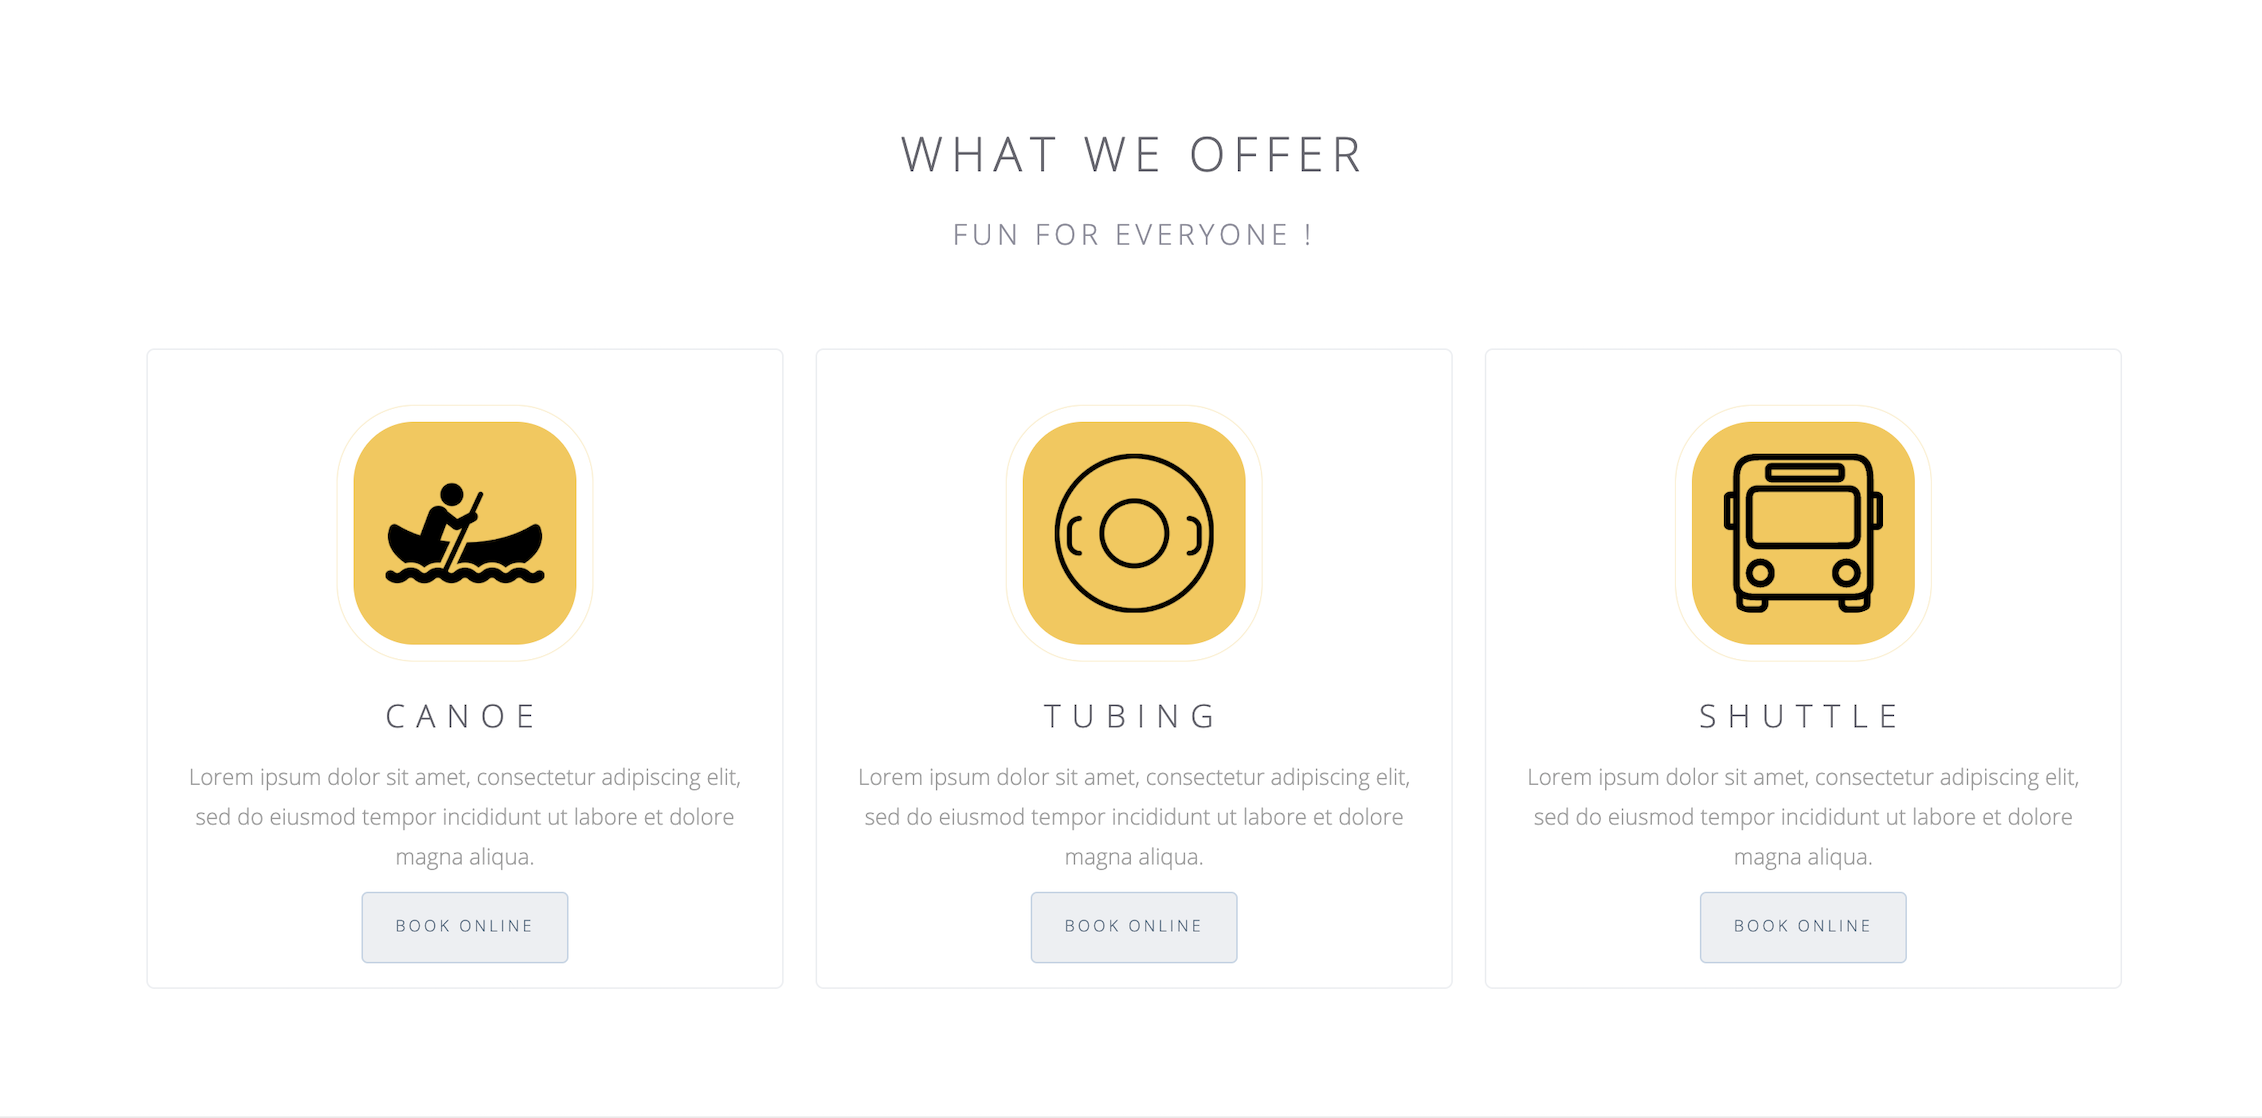 WHAT WE OFFER
FUN FOR EVERYONE !
CANOE
Lorem ipsum dolor sit amet, consectetur adipiscing elit,
sed do eiusmod tempor incididunt ut labore et dolore
magna aliqua.
BOOK ONLINE
TUBING
Lorem ipsum dolor sit amet, consectetur adipiscing elit,
sed do eiusmod tempor incididunt ut labore et dolore
magna aliqua.
BOOK ONLINE
SHUTTLE
Lorem ipsum dolor sit amet, consectetur adipiscing elit,
sed do eiusmod tempor incididunt ut labore et dolore
magna aliqua.
BOOK ONLINE